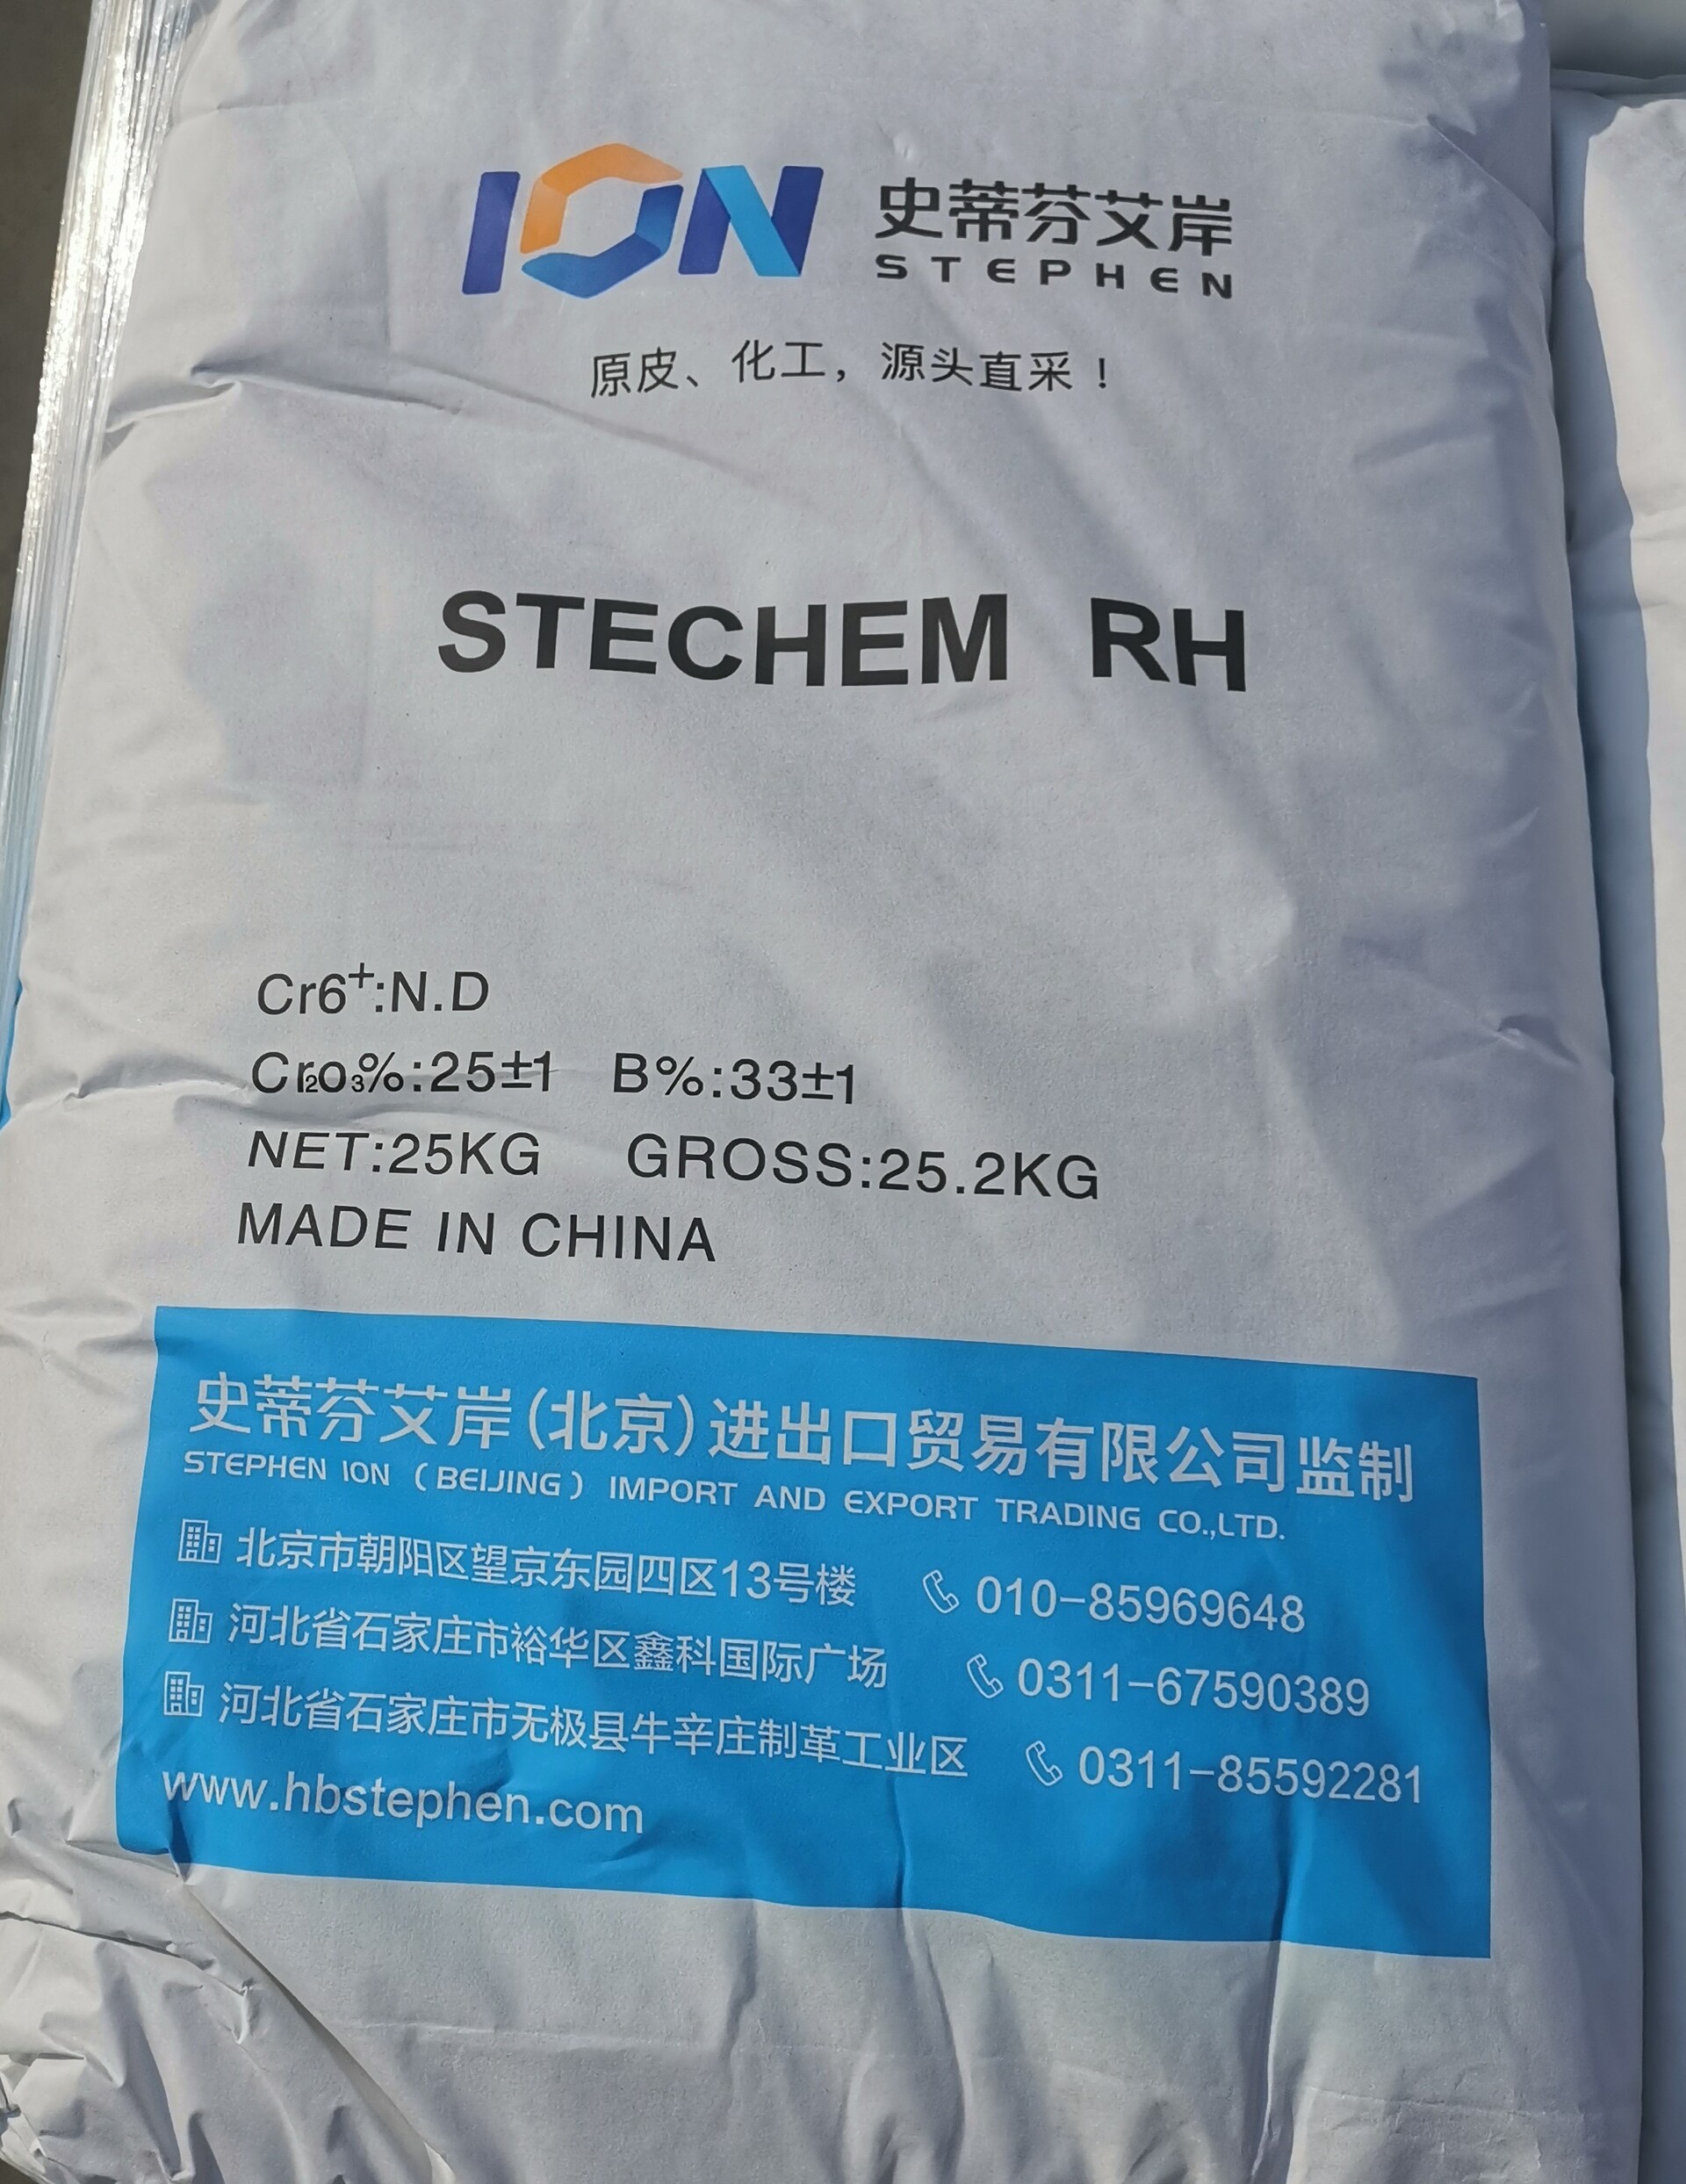 ION 史蒂芬艾岸
STEPHEN
原皮、化工，源头直采！
STECHEM RH
Cr6⁺:N.D
Cr₂o₃%:25±1 B%:33±1
NET:25KG GROSS:25.2KG
MADE IN CHINA
史蒂芬艾岸(北京)进出口贸易有限公司监制
STEPHEN ION (BEIJING) IMPORT AND EXPORT TRADING CO.,LTD.
北京市朝阳区望京东园四区13号楼 010-85969648
河北省石家庄市裕华区鑫科国际广场 0311-67590389
河北省石家庄市无极县牛辛庄制革工业区 0311-85592281
www.hbstephen.com